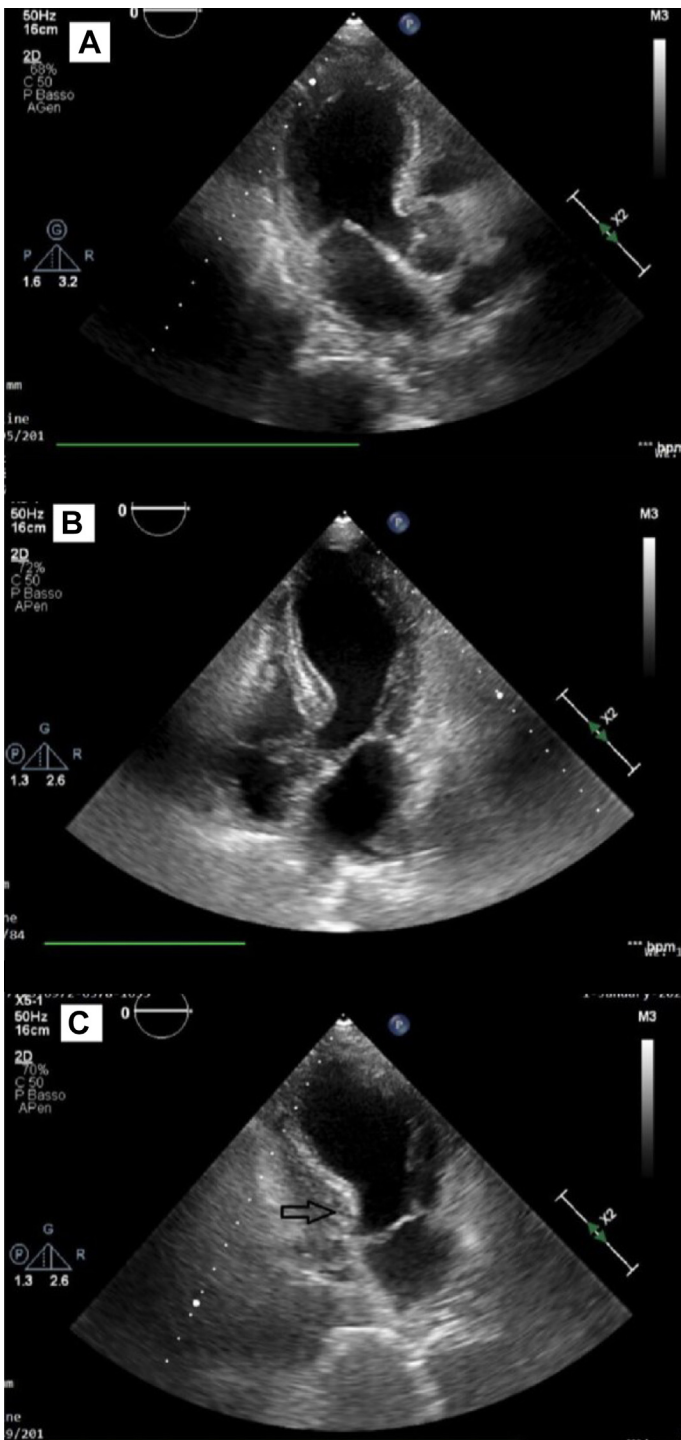 50Hz
16cm
A
0
P
M3
2D
68%
C 50
P Basso
AGen
X2
G
P R
1.6 3.2
mm
ine
5/201
*** bpm
50Hz
16cm
B
0
P
M3
2D
72%
C 50
P Basso
APen
X2
G
P R
1.3 2.6
ne
/84
*** bpm
X5-1
50Hz
16cm
C
0
P
M3
2D
70%
C 50
P Basso
APen
X2
G
P R
1.3 2.6
ne
9/201